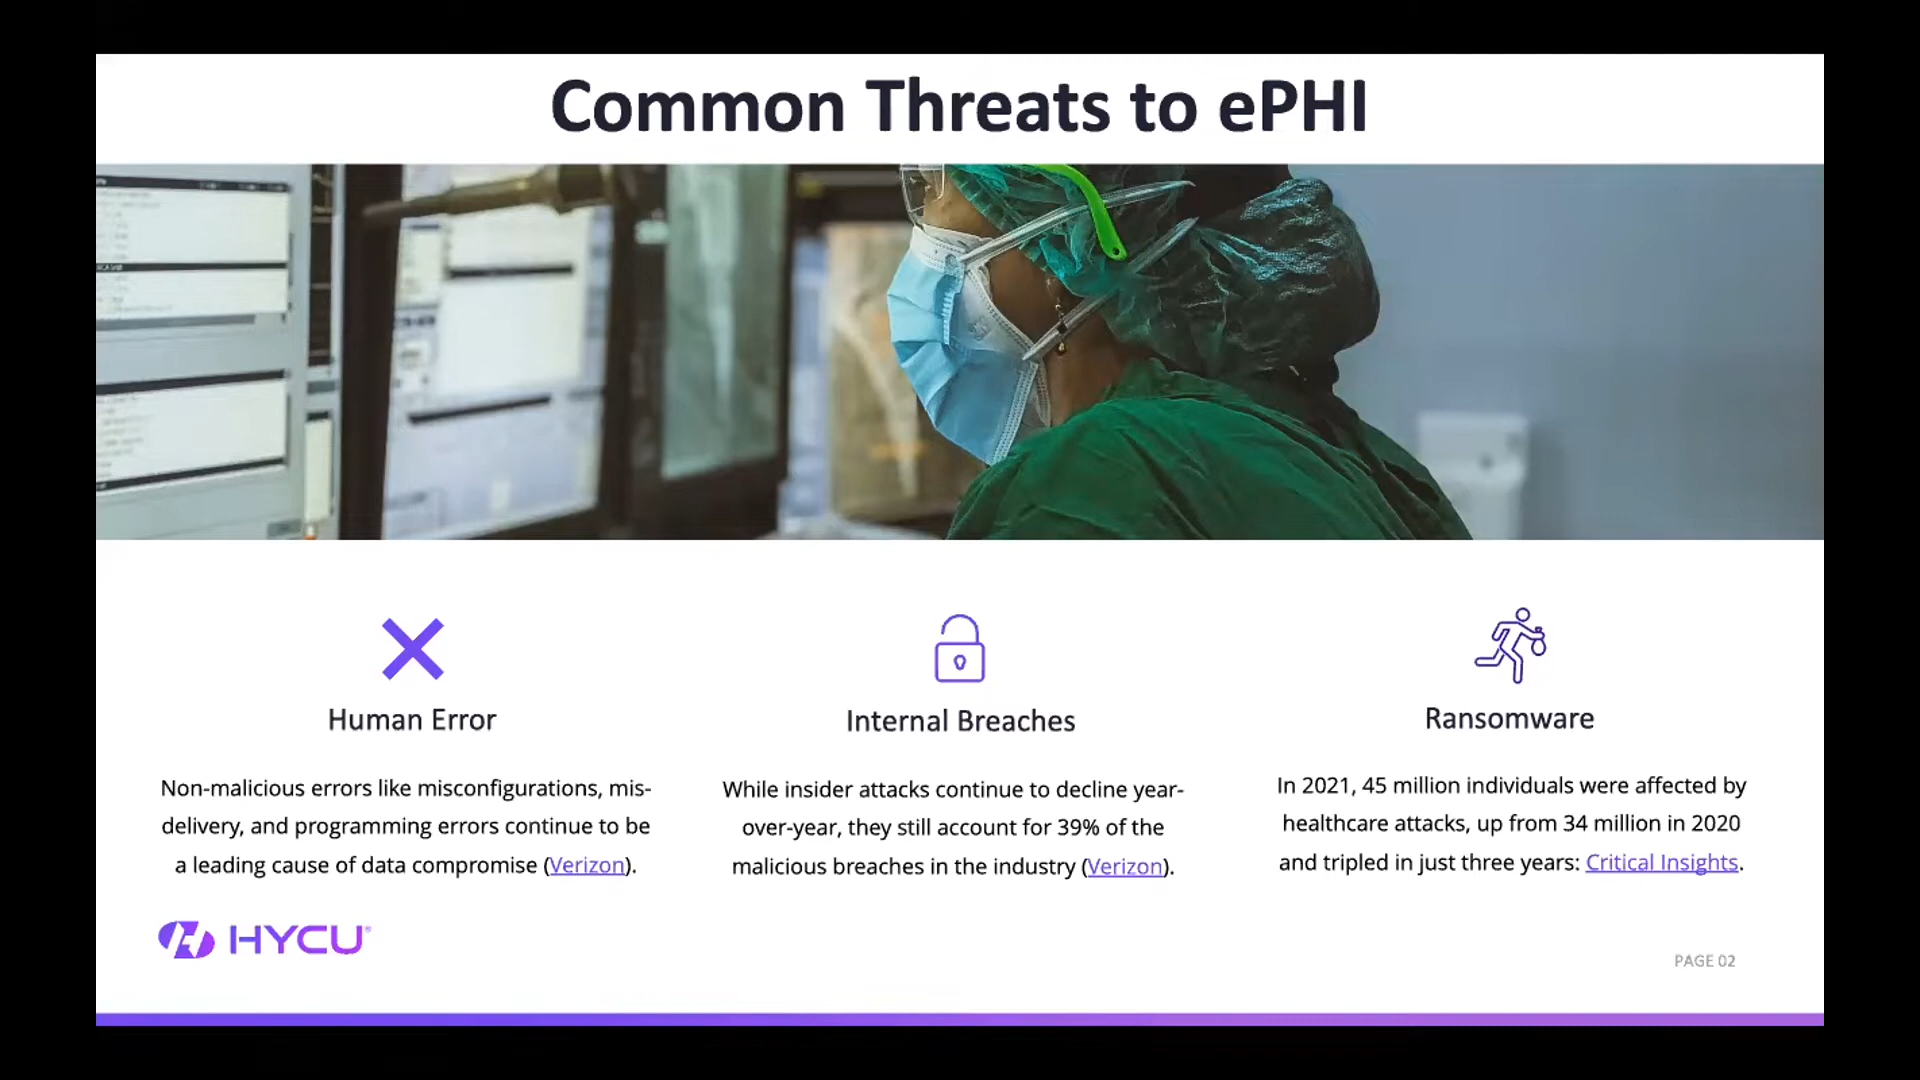 Common Threats to ePHI
Human Error
Non-malicious errors like misconfigurations, mis-
delivery, and programming errors continue to be
a leading cause of data compromise (Verizon).
Internal Breaches
While insider attacks continue to decline year-
over-year, they still account for 39% of the
malicious breaches in the industry (Verizon).
Ransomware
In 2021, 45 million individuals were affected by
healthcare attacks, up from 34 million in 2020
and tripled in just three years: Critical Insights.
HYCU®
PAGE 02